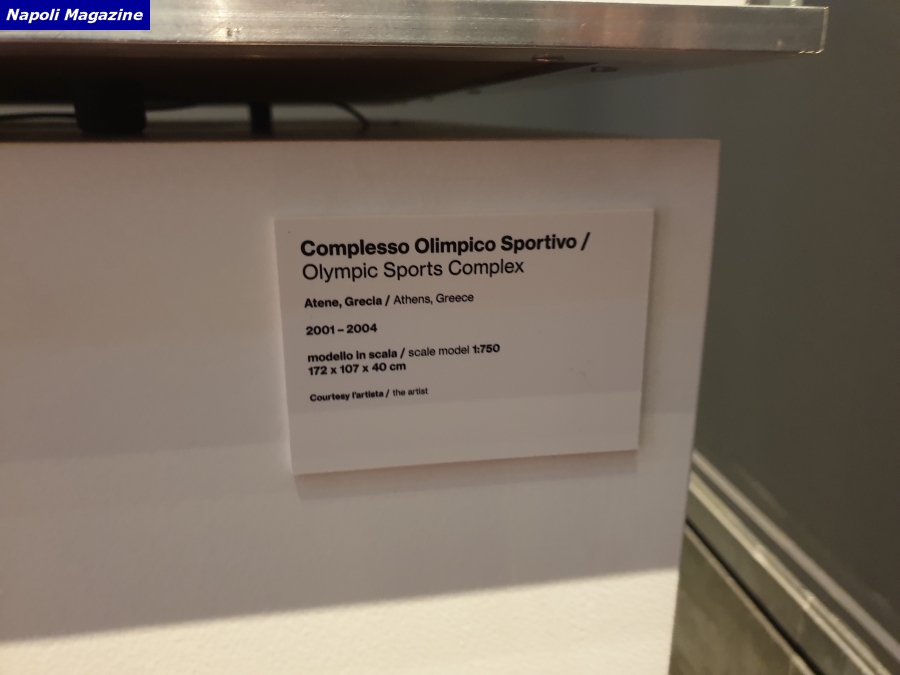 Napoli Magazine
Complesso Olimpico Sportivo /
Olympic Sports Complex
Atene, Grecia / Athens, Greece
2001 – 2004
modello in scala / scale model 1:750
172 x 107 x 40 cm
Courtesy l'artista / the artist